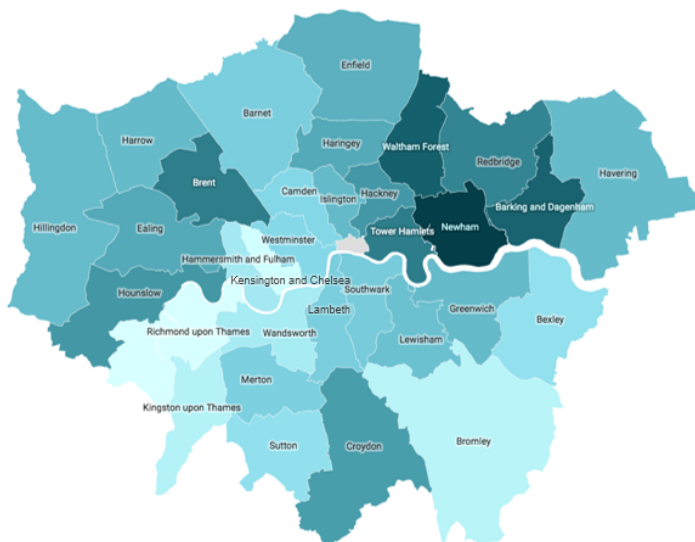 Enfield
Barnet
Harrow
Haringey
Waltham Forest
Redbridge
Havering
Brent
Camden
Islington
Hackney
Barking and Dagenham
Hillingdon
Ealing
Westminster
Tower Hamlets
Newham
Hammersmith and Fulham
Kensington and Chelsea
Hounslow
Southwark
Greenwich
Lambeth
Bexley
Richmond upon Thames
Wandsworth
Lewisham
Merton
Kingston upon Thames
Sutton
Croydon
Bromley